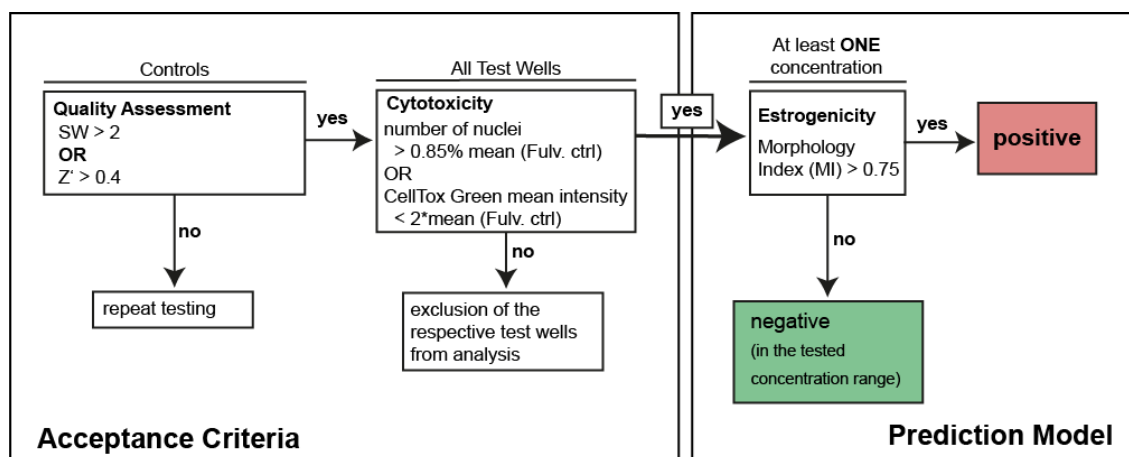 Controls
Quality Assessment
SW > 2
OR
Z' > 0.4
yes
no
repeat testing
All Test Wells
Cytotoxicity
number of nuclei
> 0.85% mean (Fulv. ctrl)
OR
CellTox Green mean intensity
< 2*mean (Fulv. ctrl)
yes
no
exclusion of the
respective test wells
from analysis
Acceptance Criteria
At least ONE
concentration
Estrogenicity
Morphology
Index (MI) > 0.75
yes
positive
no
negative
(in the tested
concentration range)
Prediction Model